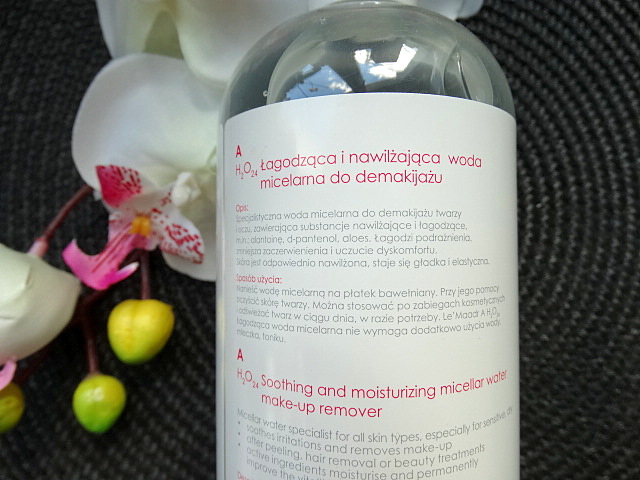 A
H₂O₂₄ Łagodząca i nawilżająca woda
micelarna do demakijażu
Opis:
Specjalistyczna woda micelarna do demakijażu twarzy
i oczu, zawierająca substancje nawilżające i łagodzące,
m.in.: alantoinę, d-pantenol, aloes. Łagodzi podrażnienia,
zmniejsza zaczerwienienia i uczucie dyskomfortu.
Skóra jest odpowiednio nawilżona, staje się gładka i elastyczna.
Sposób użycia:
Nanieść wodę micelarną na płatek bawełniany. Przy jego pomocy
oczyścić skórę twarzy. Można stosować po zabiegach kosmetycznych
i odświeżać twarz w ciągu dnia, w razie potrzeby. Le'Maadr A H₂O₂₄
Łagodząca woda micelarna nie wymaga dodatkowo użycia wody,
mleczka, toniku.
A
H₂O₂₄ Soothing and moisturizing micellar water
make-up remover
Micellar water specialist for all skin types, especially for sensitive, dry
• soothes irritations and removes make-up
• after peeling, hair removal or beauty treatments
• active ingredients moisturise and permanently
improve the